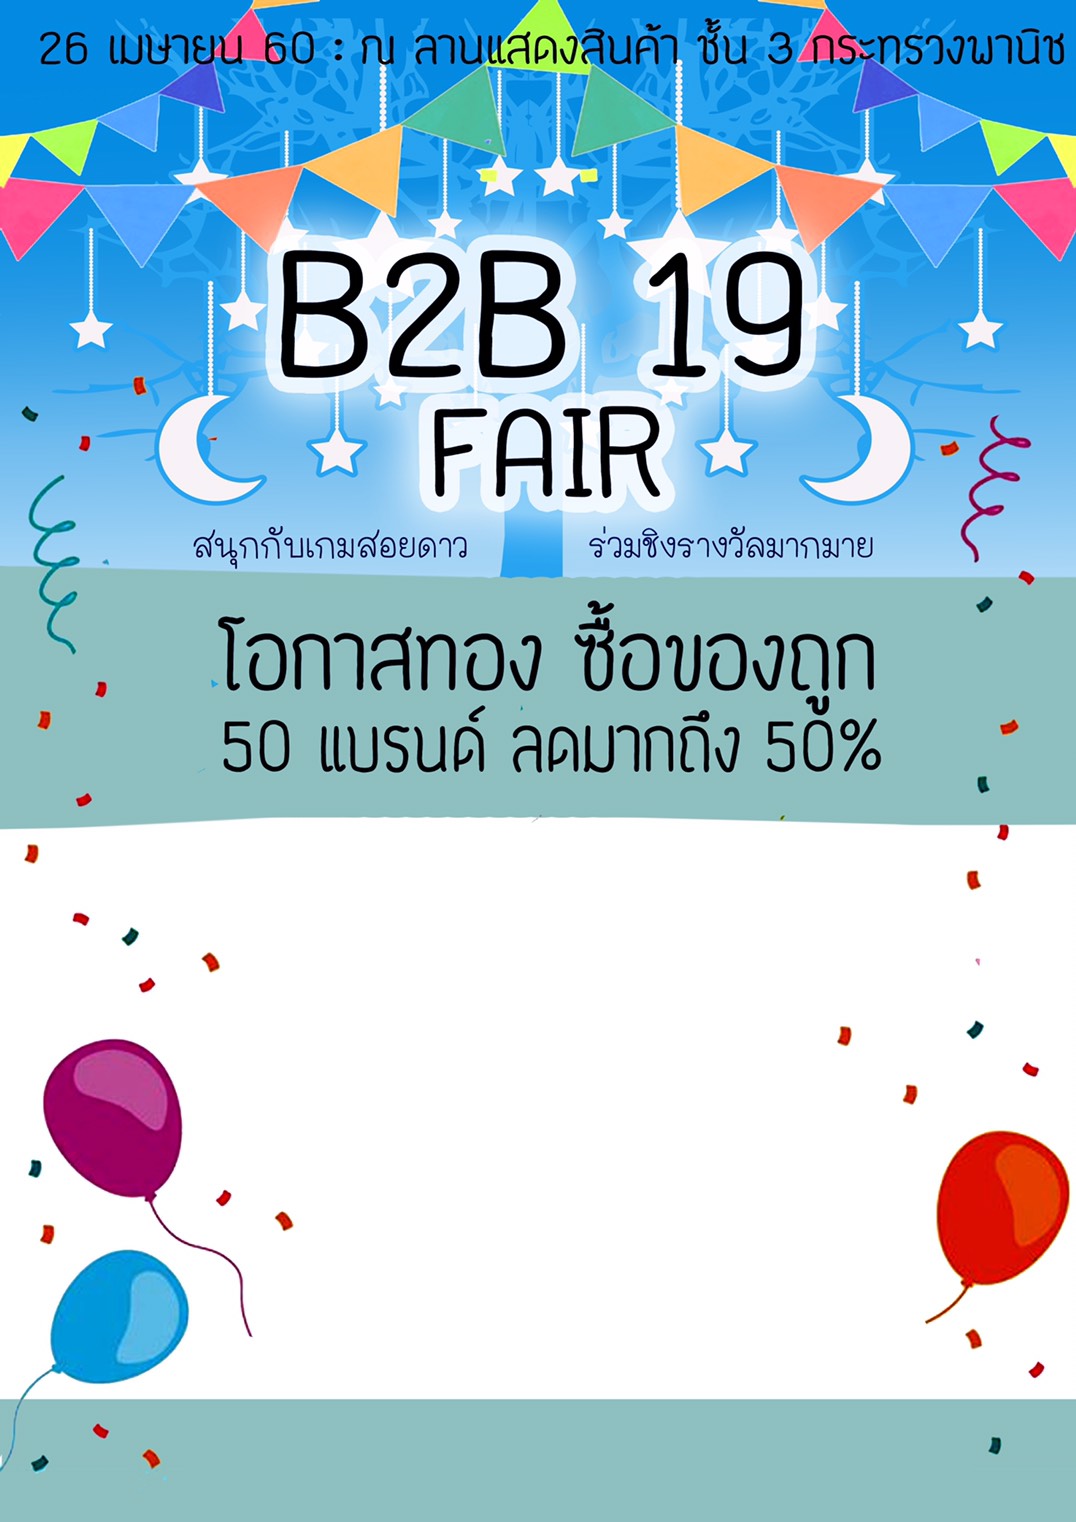 26 เมษายน 60 : ณ ลานแสดงสินค้า ชั้น 3 กระทรวงพานิช
B2B 19
FAIR
สนุกกับเกมสอยดาว ร่วมชิงรางวัลมากมาย
โอกาสทอง ซื้อของถูก
50 แบรนด์ ลดมากถึง 50%